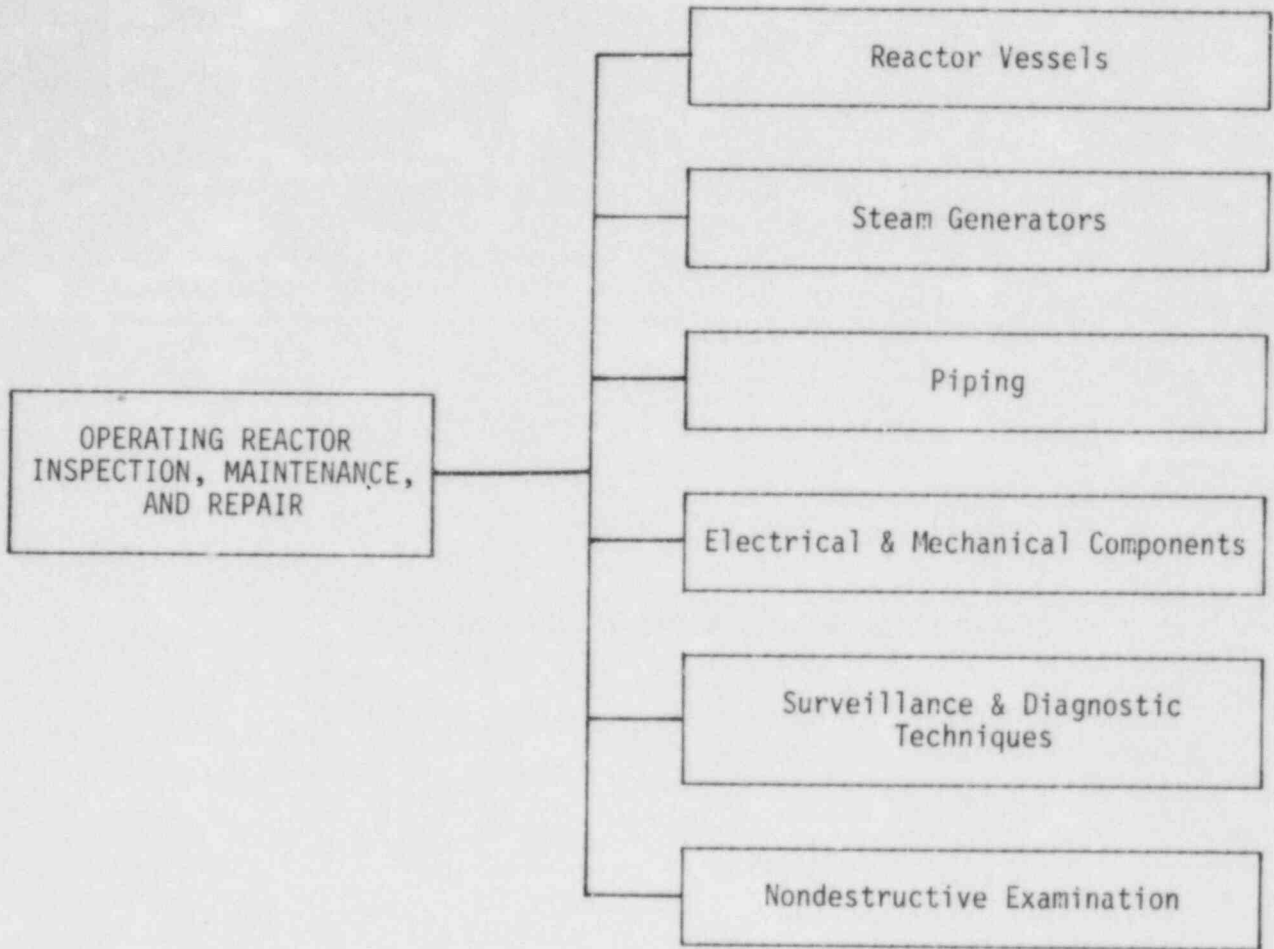 Reactor Vessels
Steam Generators
Piping
OPERATING REACTOR
INSPECTION, MAINTENANCE,
AND REPAIR
Electrical & Mechanical Components
Surveillance & Diagnostic
Techniques
Nondestructive Examination